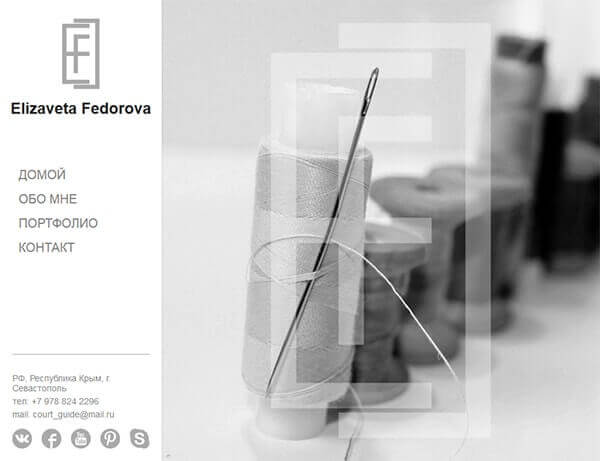 EF
Elizaveta Fedorova
ДОМОЙ
ОБО МНЕ
ПОРТФОЛИО
КОНТАКТ
РФ, Республика Крым, г.
Севастополь
тел: +7 978 824 2296
mail: court_guide@mail.ru